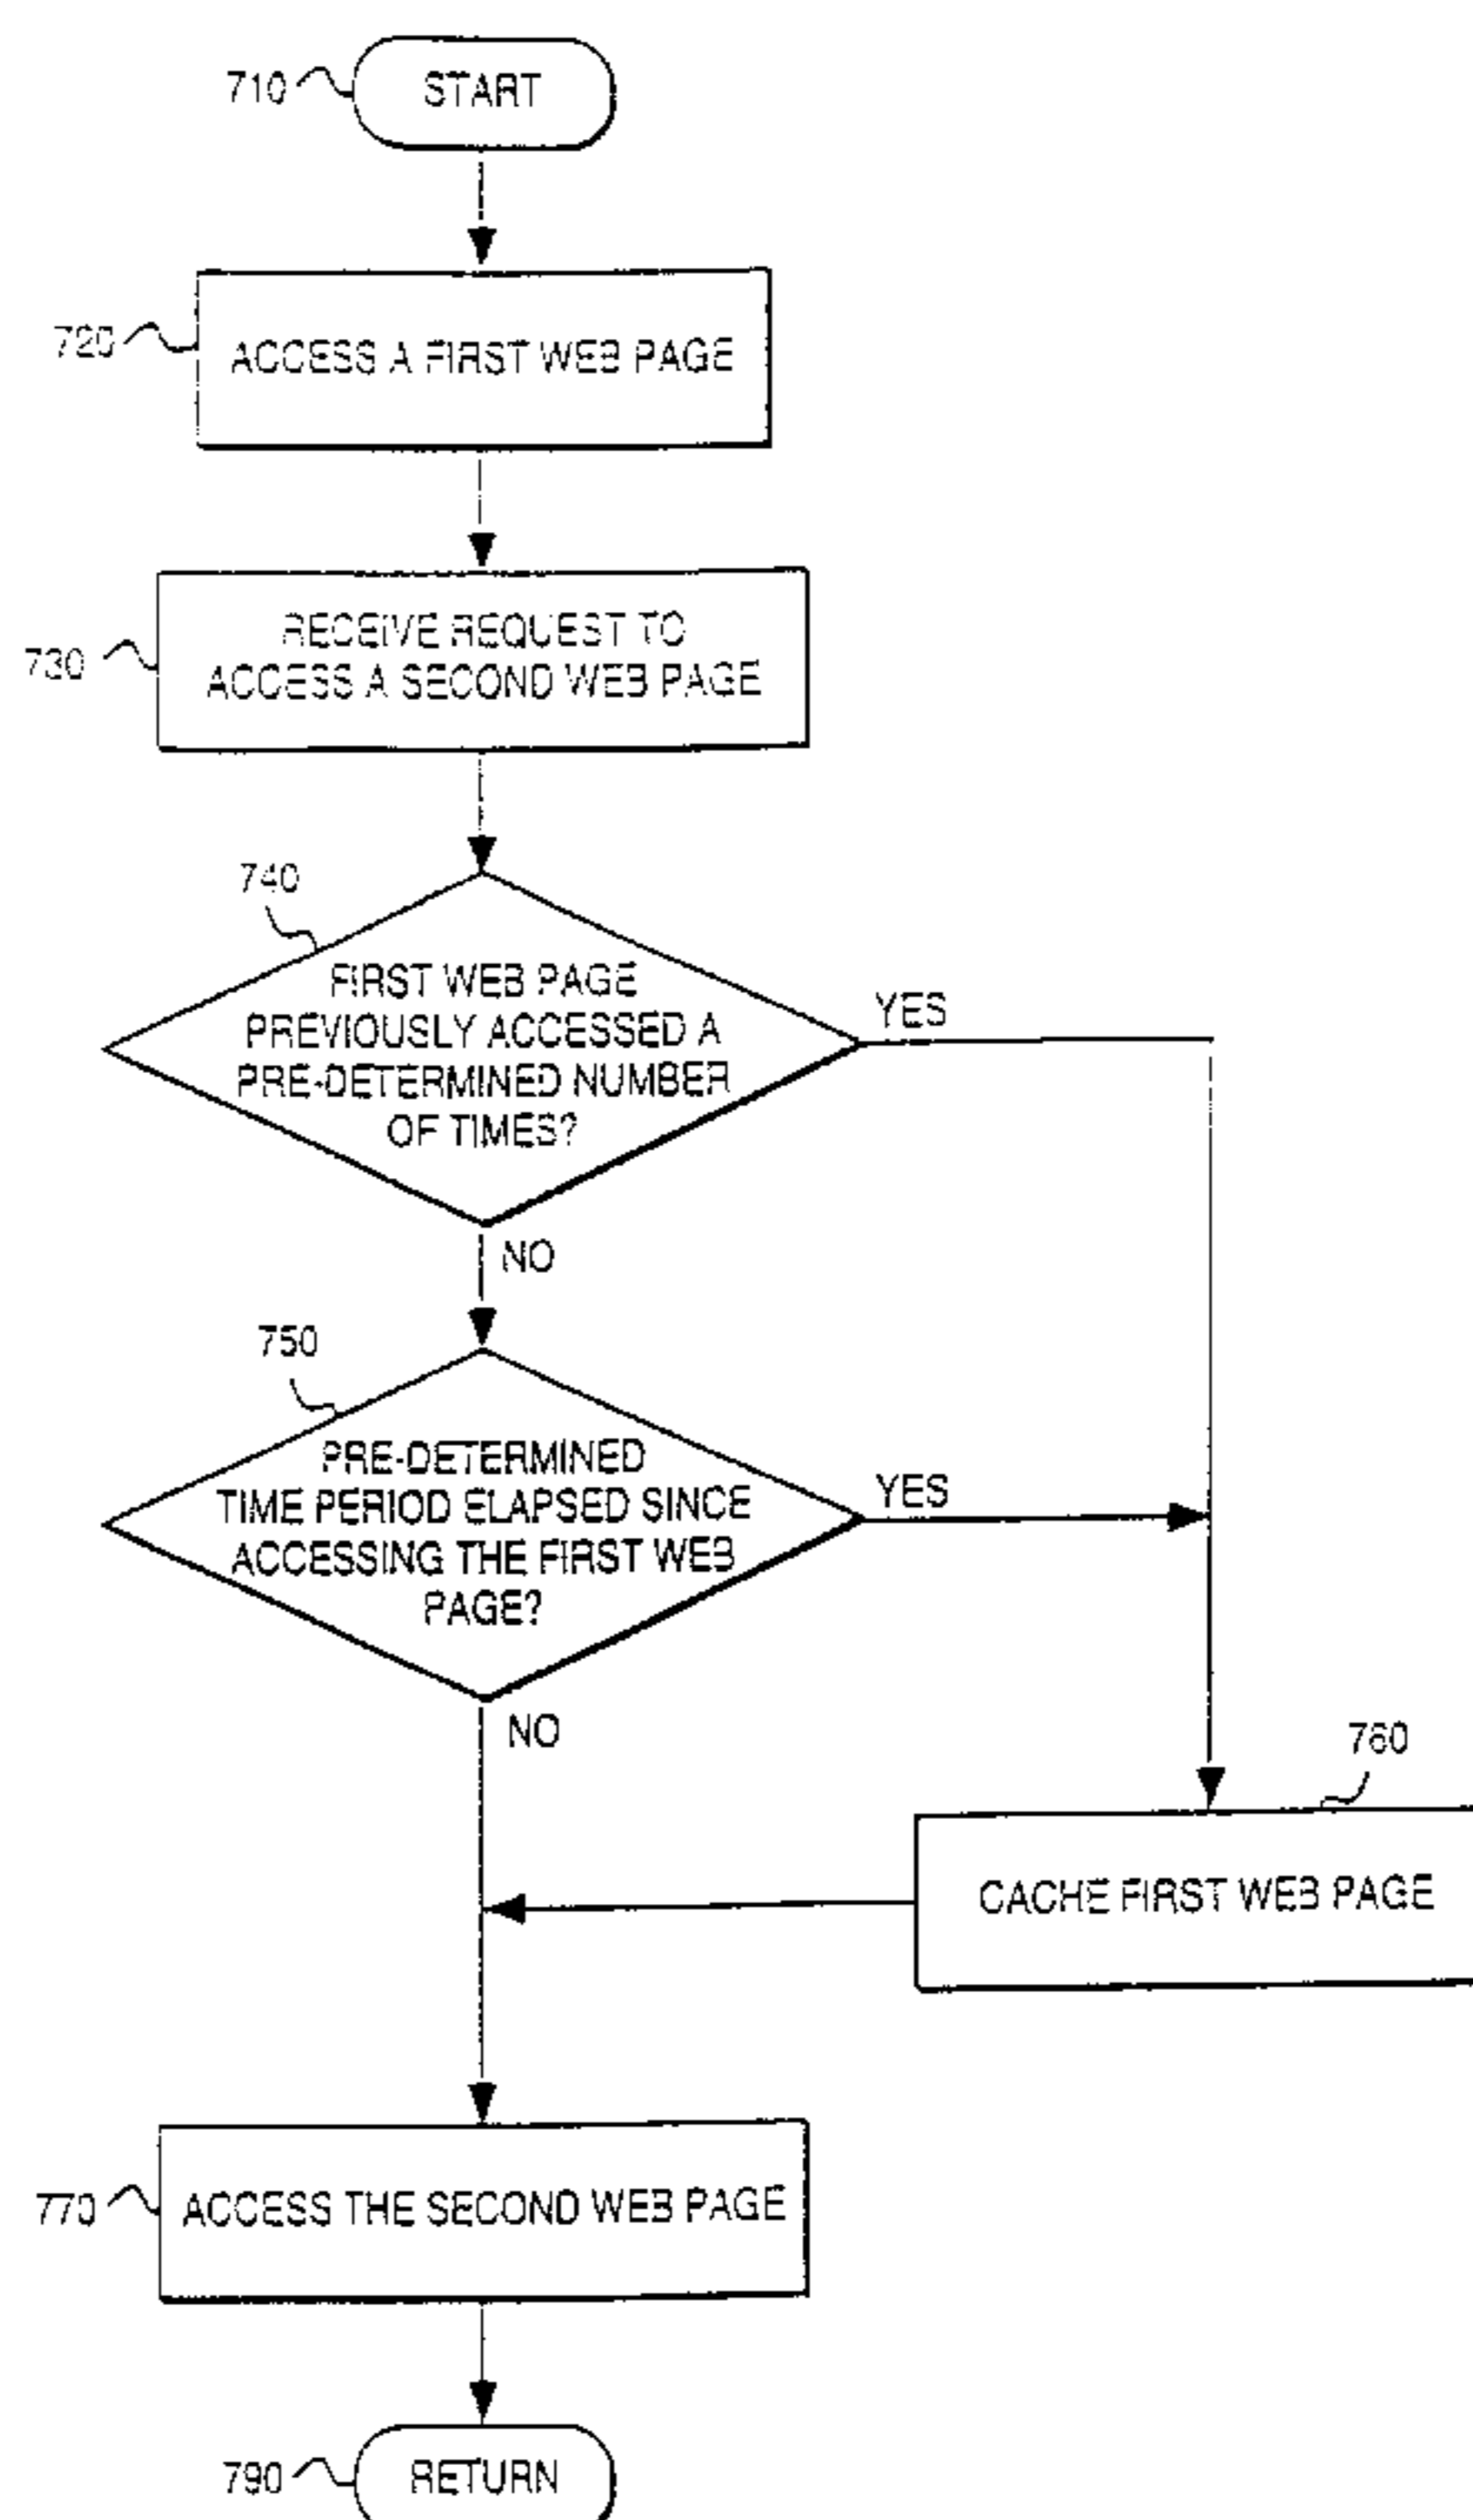 710
START
720
ACCESS A FIRST WEB PAGE
730
RECEIVE REQUEST TO
ACCESS A SECOND WEB PAGE
740
FIRST WEB PAGE
PREVIOUSLY ACCESSED A
PRE-DETERMINED NUMBER
OF TIMES?
YES
NO
750
PRE-DETERMINED
TIME PERIOD ELAPSED SINCE
ACCESSING THE FIRST WEB
PAGE?
YES
NO
760
CACHE FIRST WEB PAGE
770
ACCESS THE SECOND WEB PAGE
790
RETURN